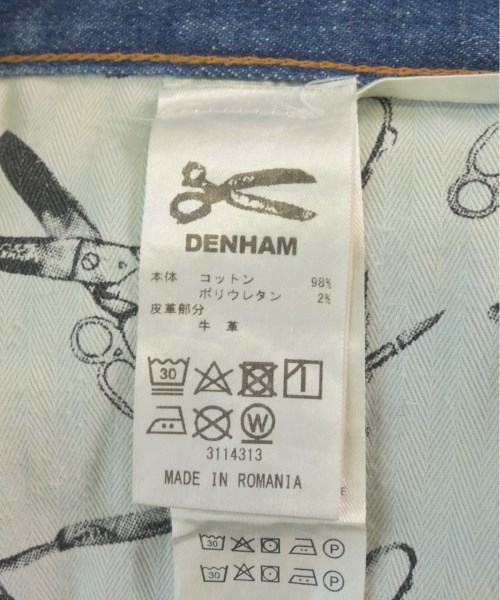 DENHAM
本体 コットン 98%
ポリウレタン 2%
皮革部分
牛 革
30
W
3114313
MADE IN ROMANIA
E
30 P
30 P